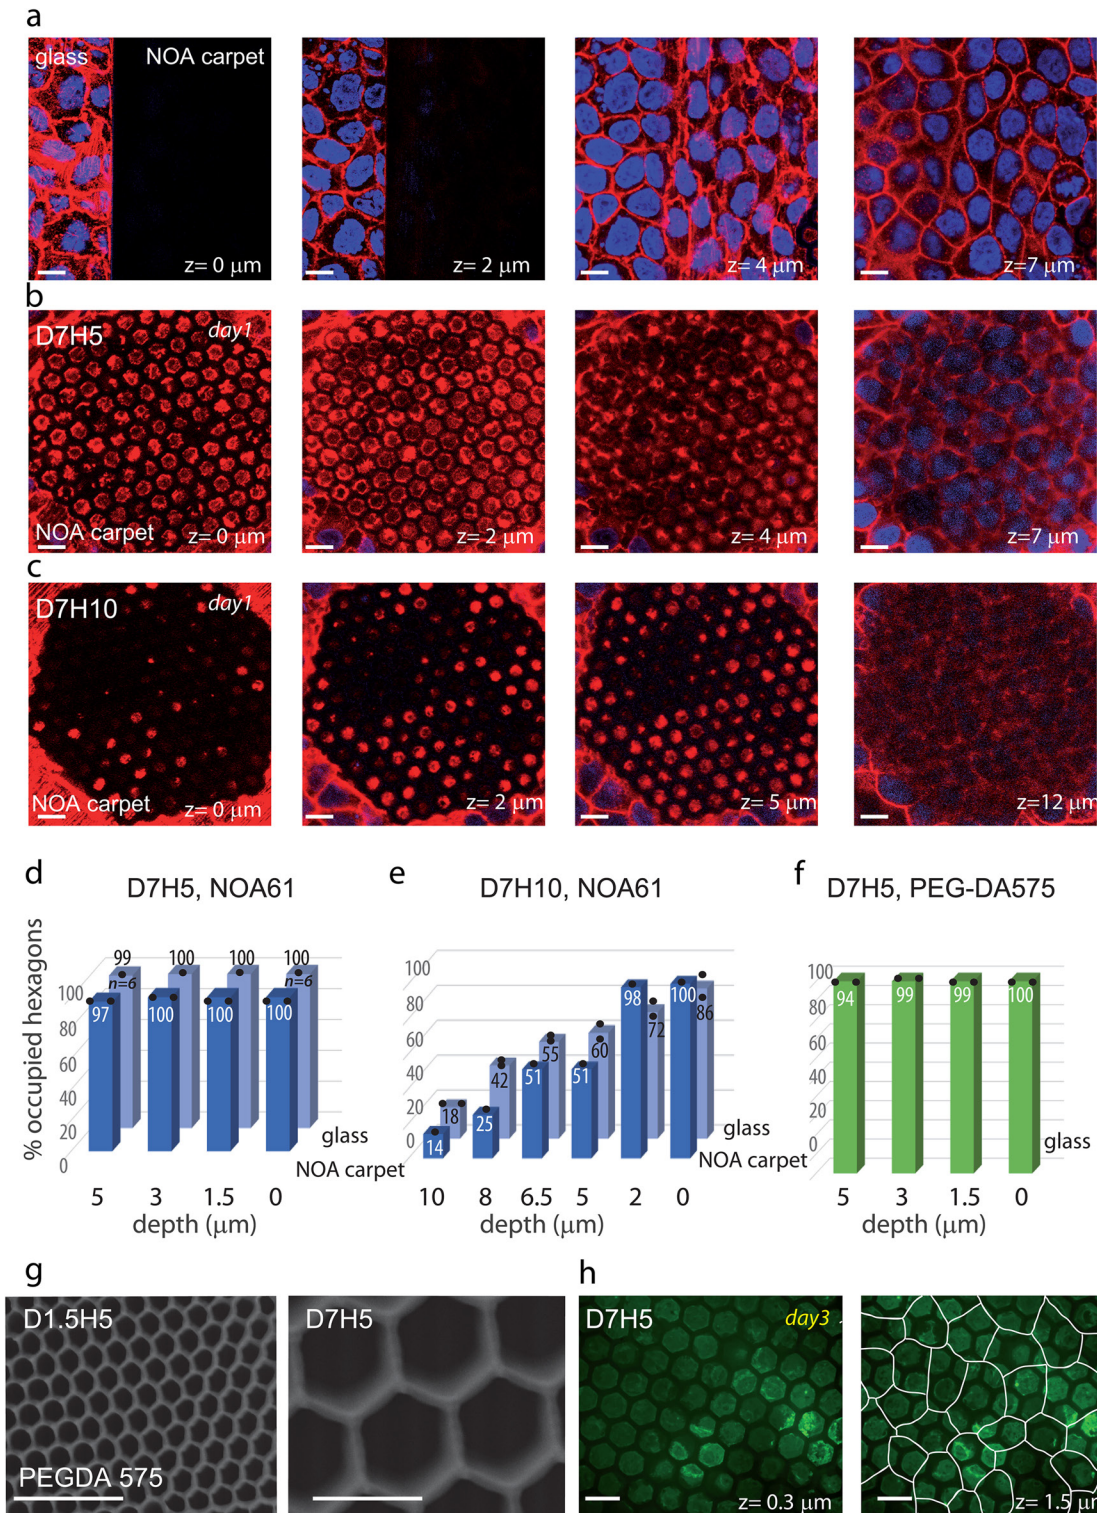 a
glass NOA carpet
z= 0 μm
z= 2 μm
z= 4 μm
z=7 μm
b
D7H5 day1
NOA carpet z= 0 μm
z= 2 μm
z= 4 μm
z=7 μm
c
D7H10 day1
NOA carpet z= 0 μm
z= 2 μm
z= 5 μm
z=12 μm
d
D7H5, NOA61
% occupied hexagons
100
80
60
40
20
0
99 100 100 100
n=6 n=6
97 100 100 100
glass
NOA carpet
5 3 1.5 0
depth (μm)
e
D7H10, NOA61
100
80
60
40
20
0
18 42 55 60 72 86
14 25 51 51 98 100
glass
NOA carpet
10 8 6.5 5 2 0
depth (μm)
f
D7H5, PEG-DA575
100
80
60
40
20
0
94 99 99 100
glass
5 3 1.5 0
depth (μm)
g
D1.5H5
PEGDA 575
D7H5
h
D7H5 day3
z= 0.3 μm
z= 1.5 μm